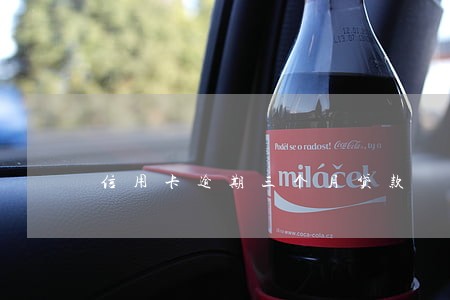 Poděl se o radost! Coca-Cola.., ty a
miláček
www.coca-cola.cz
信用卡逾期三个月贷款